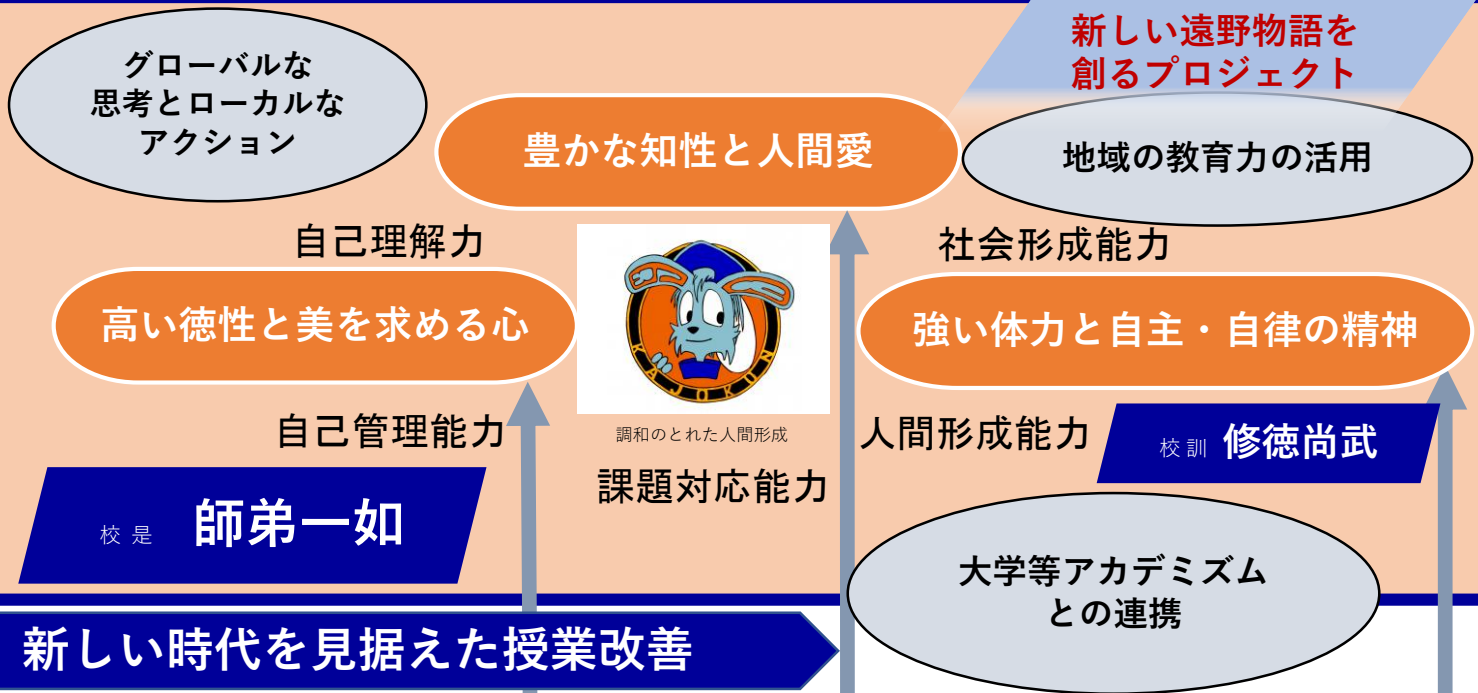 グローバルな
思考とローカルな
アクション
新しい遠野物語を
創るプロジェクト
豊かな知性と人間愛
地域の教育力の活用
自己理解力
社会形成能力
高い徳性と美を求める心
KAJOKUN
強い体力と自主・自律の精神
自己管理能力
調和のとれた人間形成
人間形成能力
校訓 修徳尚武
課題対応能力
校是 師弟一如
大学等アカデミズム
との連携
新しい時代を見据えた授業改善